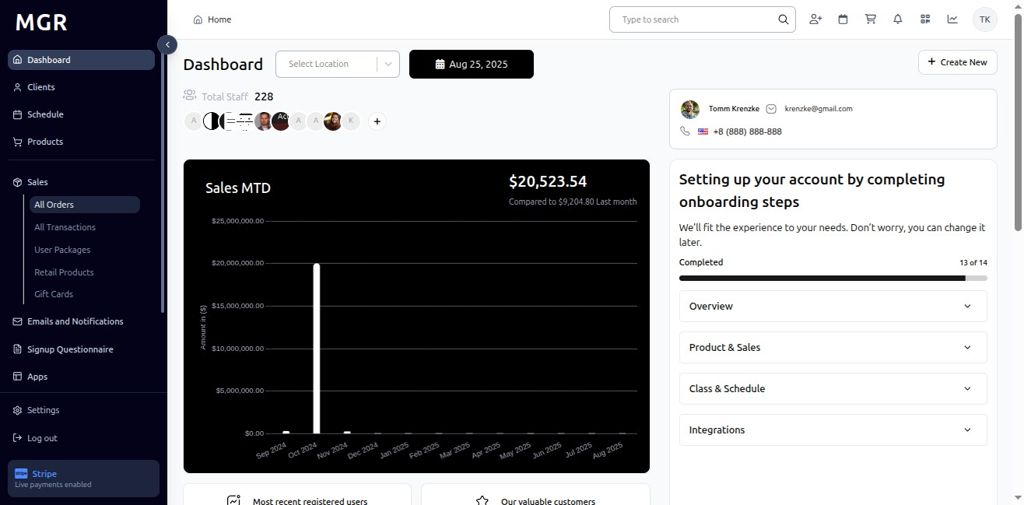 MGR
Dashboard
Clients
Schedule
Products
Sales
All Orders
All Transactions
User Packages
Retail Products
Gift Cards
Emails and Notifications
Signup Questionnaire
Apps
Settings
Log out
Stripe
Live payments enabled
Home
Type to search
TK
Dashboard
Select Location
Aug 25, 2025
Create New
Total Staff 228
A
Ac
A
A
K
+
Sales MTD
$20,523.54
Compared to $9,204.80 Last month
Amount in ($)
$25,000,000.00
$20,000,000.00
$15,000,000.00
$10,000,000.00
$5,000,000.00
$0.00
Sep 2024 Oct 2024 Nov 2024 Dec 2024 Jan 2025 Feb 2025 Mar 2025 Apr 2025 May 2025 Jun 2025 Jul 2025 Aug 2025
Most recent registered users
Our valuable customers
Tomm Krenzke krenzke@gmail.com
+8 (888) 888-888
Setting up your account by completing
onboarding steps
We'll fit the experience to your needs. Don't worry, you can change it
later.
Completed 13 of 14
Overview
Product & Sales
Class & Schedule
Integrations